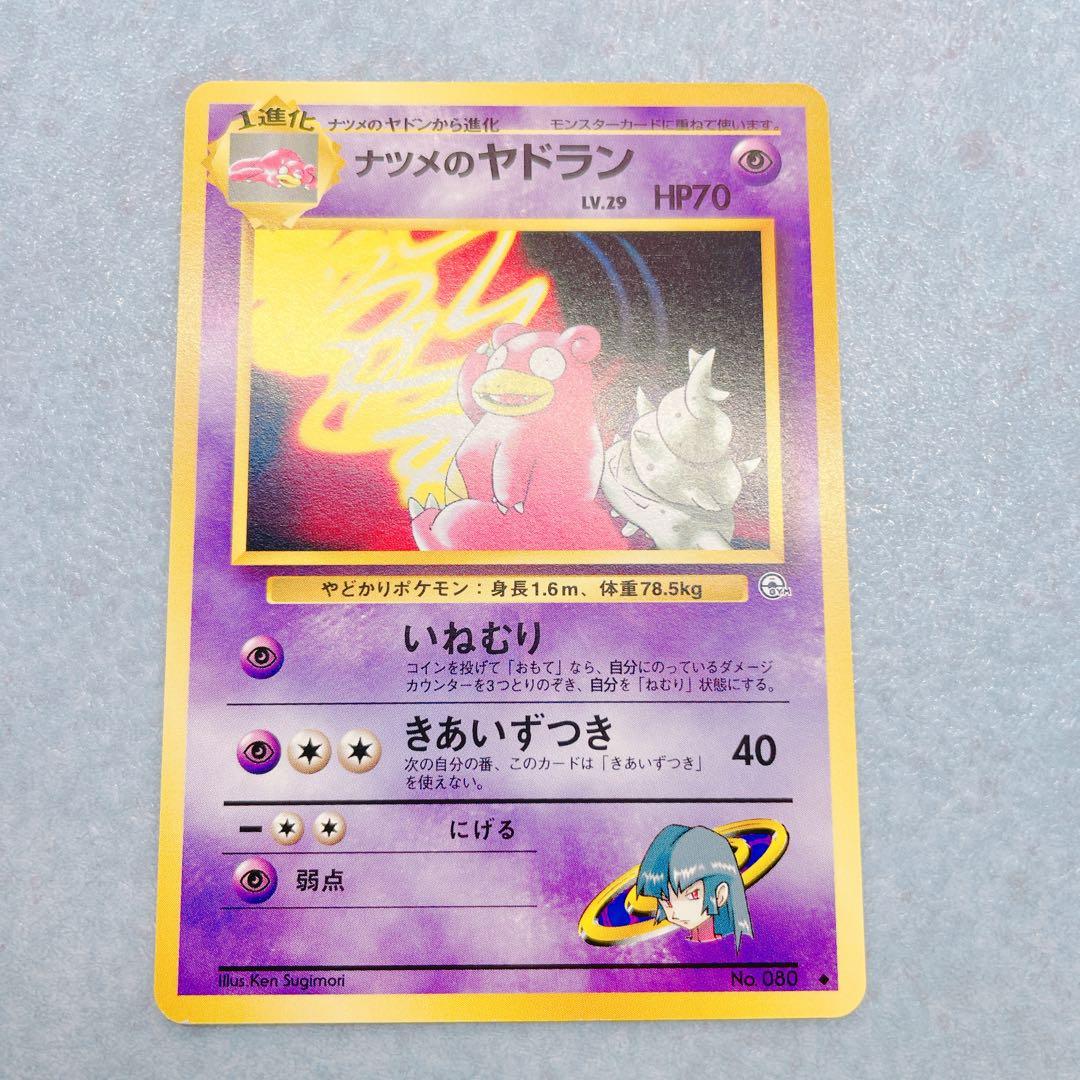 1進化
ナツメのヤドンから進化 モンスターカードに重ねて使います。
ナツメのヤドラン
LV.29 HP70
やどかりポケモン：身長1.6m、体重78.5kg
GYM
いねむり
コインを投げて「おもて」なら、自分にのっているダメージ
カウンターを3つとりのぞき、自分を「ねむり」状態にする。
きあいずつき 40
次の自分の番、このカードは「きあいずつき」
を使えない。
ー にげる
弱点
Illus.Ken Sugimori No. 080 ◆